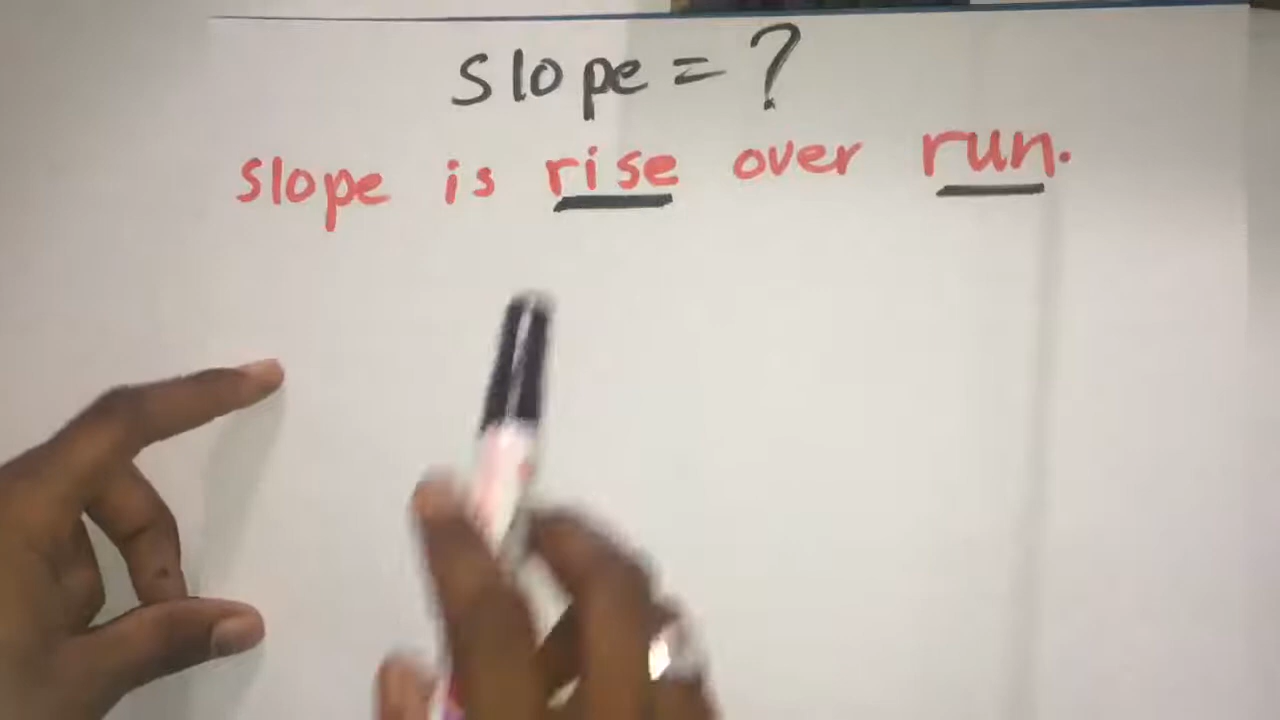 slope = ?
slope is rise over run.